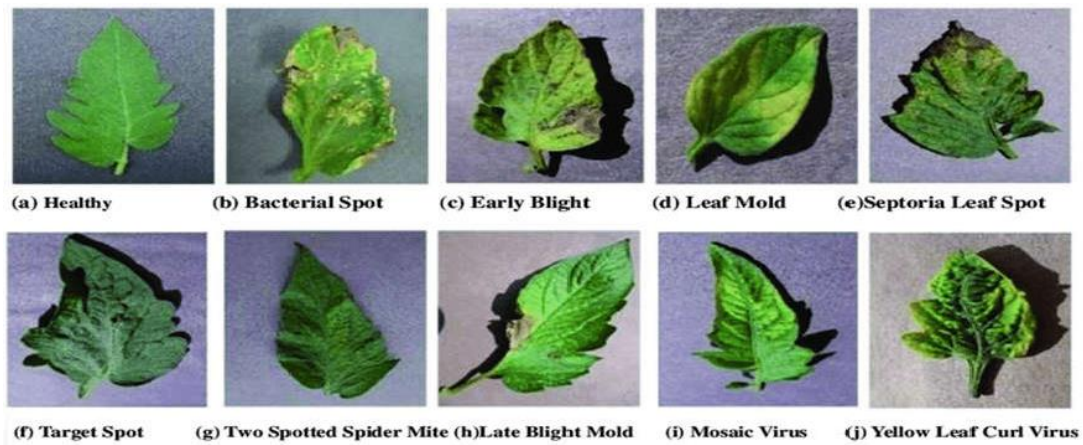 (a) Healthy
(b) Bacterial Spot
(c) Early Blight
(d) Leaf Mold
(e)Septoria Leaf Spot
(f) Target Spot
(g) Two Spotted Spider Mite
(h)Late Blight Mold
(i) Mosaic Virus
(j) Yellow Leaf Curl Virus